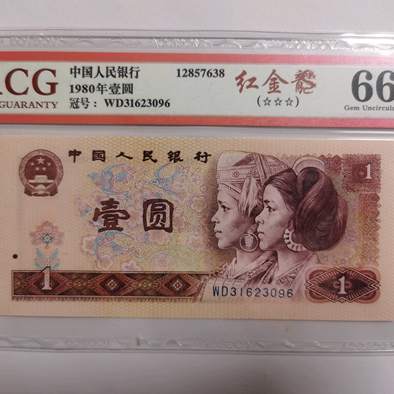 ACG
GUARANTY
中国人民银行
1980年壹圆
冠号: WD31623096
12857638
红金龍
(☆☆☆)
66
Gem Uncircula
中国人民银行
壹圆
1
1
1
WD31623096